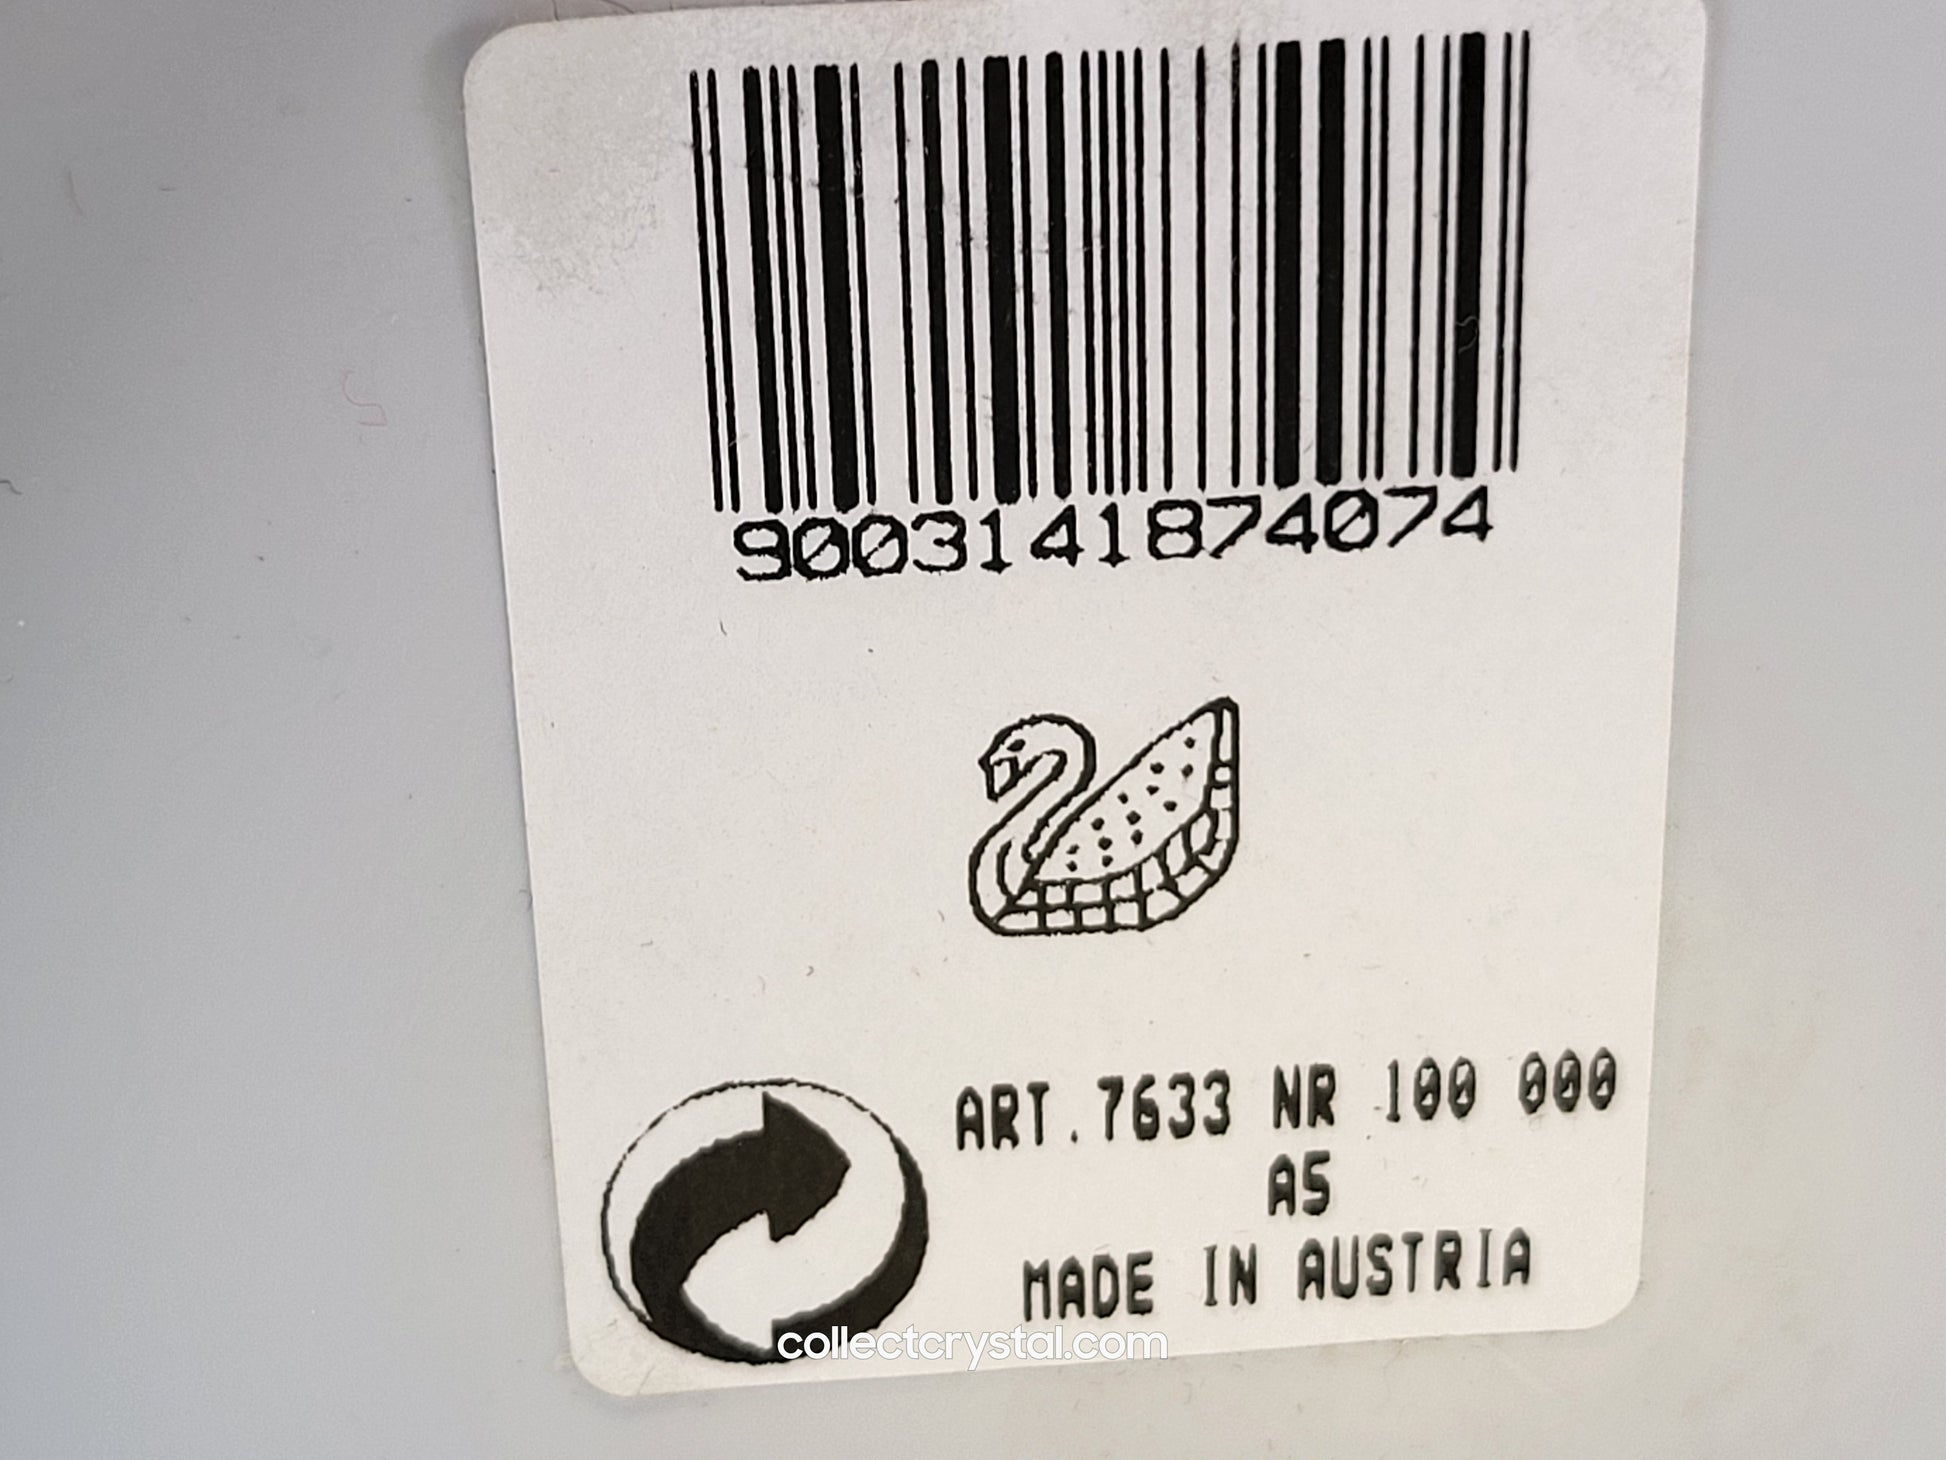 9003141874074
ART.7633 NR 100 000
A5
MADE IN AUSTRIA
collectcrystal.com